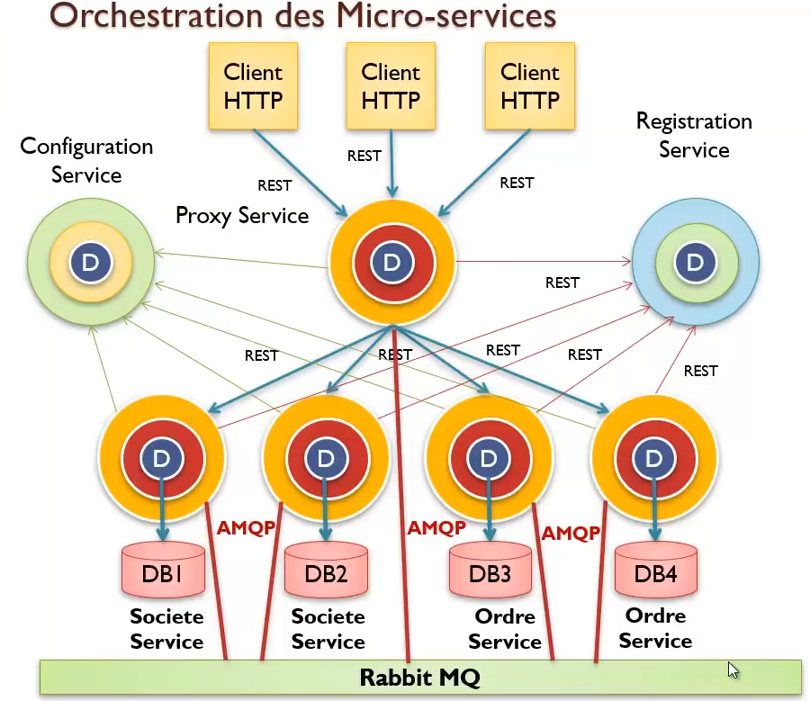 Orchestration des Micro-services
Client
HTTP
Client
HTTP
Client
HTTP
Configuration
Service
Registration
Service
REST
REST
REST
Proxy Service
D
D
D
REST
REST
REST
REST
REST
REST
D
D
D
D
AMQP
AMQP
AMQP
DB1
DB2
DB3
DB4
Societe
Service
Societe
Service
Ordre
Service
Ordre
Service
Rabbit MQ